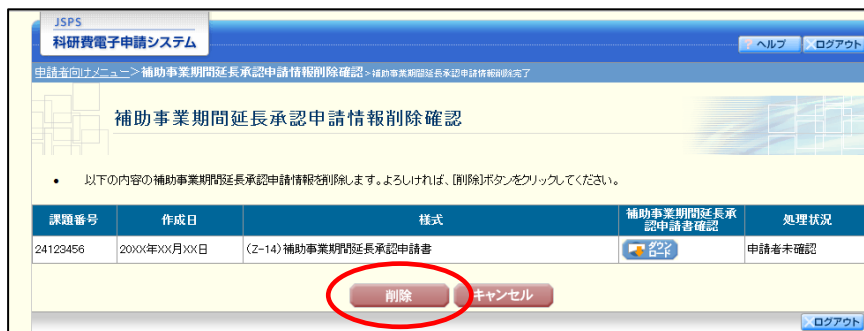 JSPS
科研費電子申請システム
? ヘルプ
×ログアウト
申請者向けメニュー>補助事業期間延長承認申請情報削除確認>補助事業期間延長承認申請情報削除完了
補助事業期間延長承認申請情報削除確認
• 以下の内容の補助事業期間延長承認申請情報を削除します。よろしければ、[削除]ボタンをクリックしてください。
課題番号 作成日 様式 補助事業期間延長承認申請書確認 処理状況
24123456 20XX年XX月XX日 (Z-14)補助事業期間延長承認申請書 ダウンロード 申請者未確認
削除 キャンセル
×ログアウト